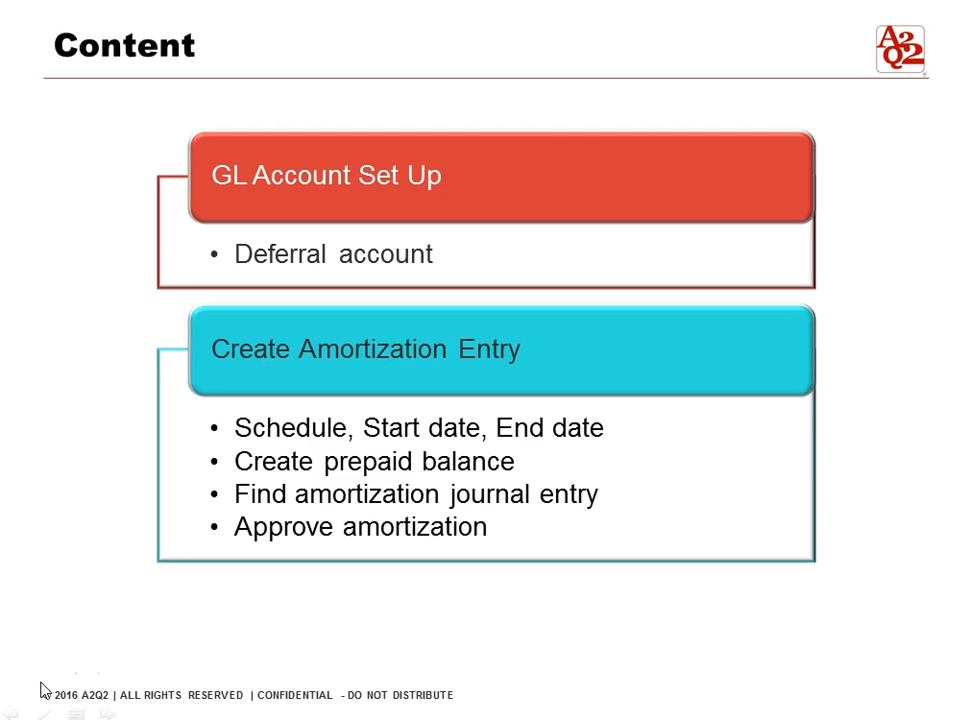 Content
A2Q2
GL Account Set Up
• Deferral account
Create Amortization Entry
• Schedule, Start date, End date
• Create prepaid balance
• Find amortization journal entry
• Approve amortization
2016 A2Q2 | ALL RIGHTS RESERVED | CONFIDENTIAL - DO NOT DISTRIBUTE